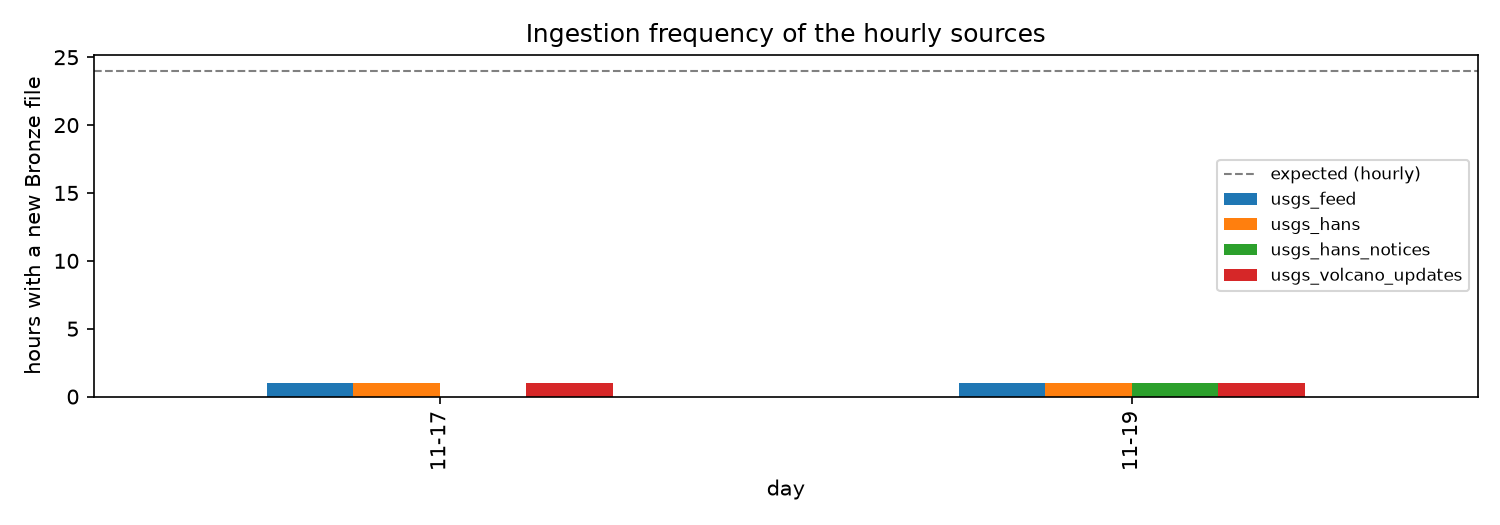 Ingestion frequency of the hourly sources
hours with a new Bronze file
25
20
15
10
5
0
expected (hourly)
usgs_feed
usgs_hans
usgs_hans_notices
usgs_volcano_updates
11-17
11-19
day